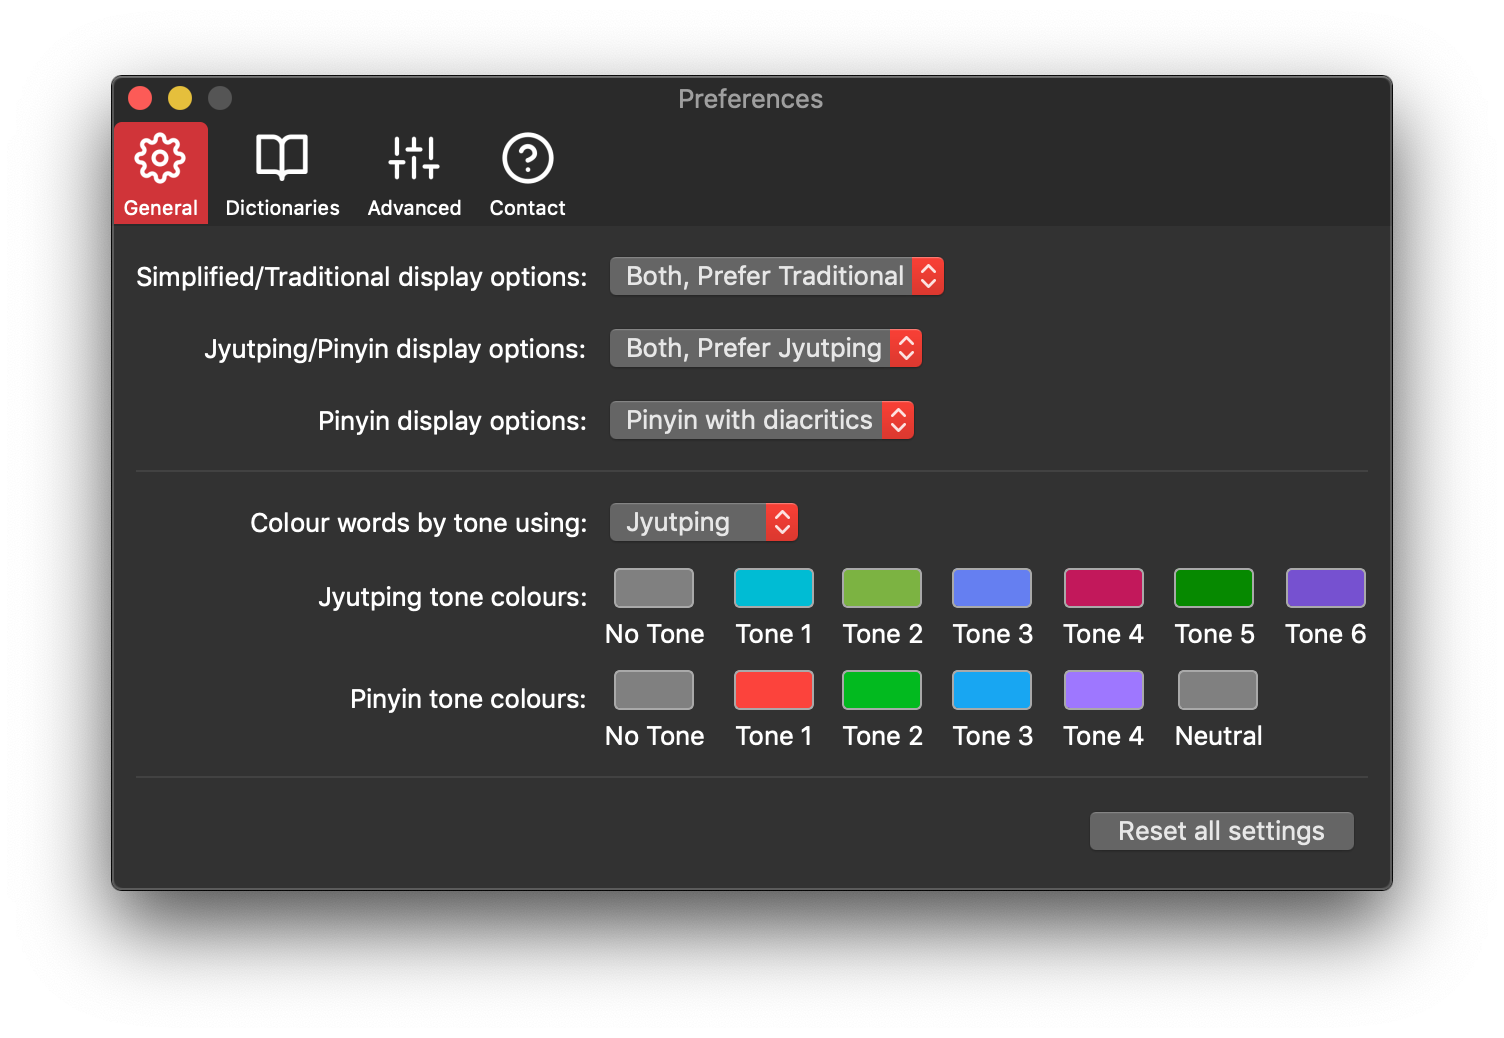 Preferences
General Dictionaries Advanced Contact
Simplified/Traditional display options: Both, Prefer Traditional
Jyutping/Pinyin display options: Both, Prefer Jyutping
Pinyin display options: Pinyin with diacritics
Colour words by tone using: Jyutping
Jyutping tone colours:
No Tone Tone 1 Tone 2 Tone 3 Tone 4 Tone 5 Tone 6
Pinyin tone colours:
No Tone Tone 1 Tone 2 Tone 3 Tone 4 Neutral
Reset all settings